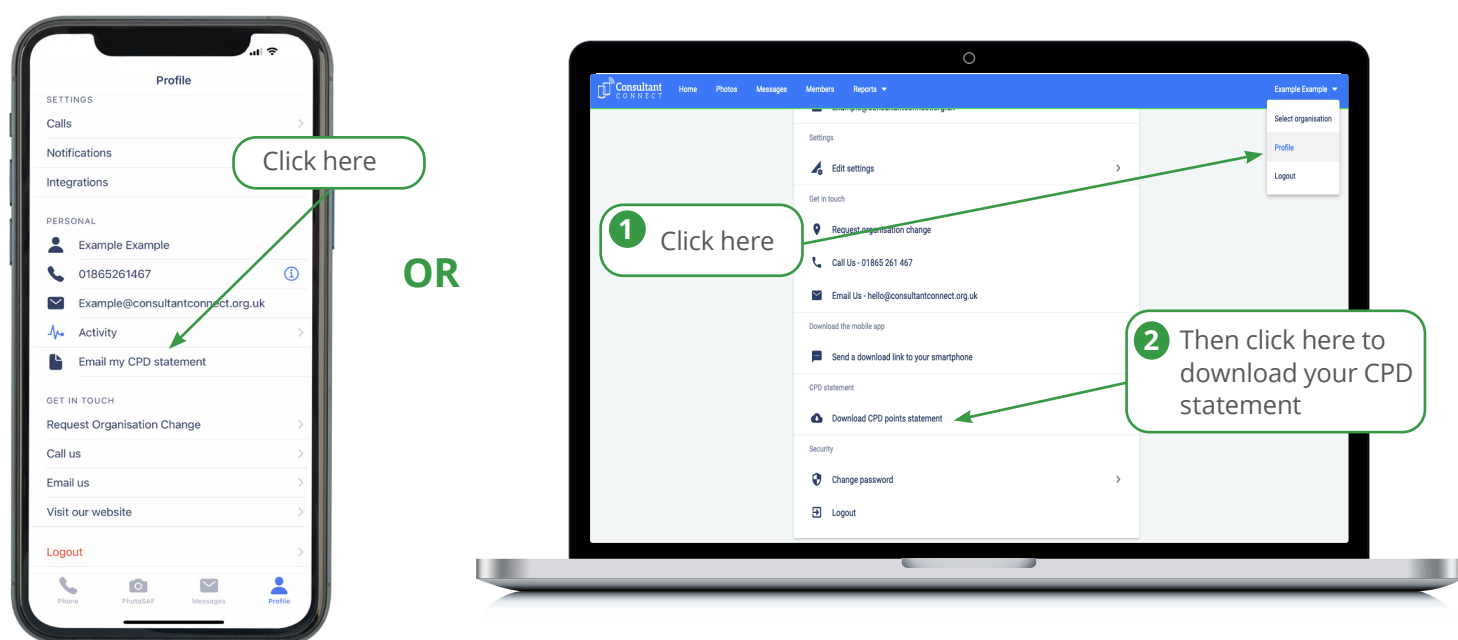 Profile
SETTINGS
Calls
Notifications
Integrations
Click here
PERSONAL
Example Example
01865261467
Example@consultantconnect.org.uk
Activity
Email my CPD statement
GET IN TOUCH
Request Organisation Change
Call us
Email us
Visit our website
Logout
Phone
PhotoSAF
Messages
Profile
OR
Consultant
CONNECT
Home
Photos
Messages
Members
Reports
Example Example
Select organisation
Profile
Logout
Settings
Edit settings
Get in touch
Request organisation change
Call Us - 01865 261 467
Email Us - hello@consultantconnect.org.uk
Download the mobile app
Send a download link to your smartphone
CPD statement
Download CPD points statement
Security
Change password
Logout
1 Click here
2 Then click here to
download your CPD
statement